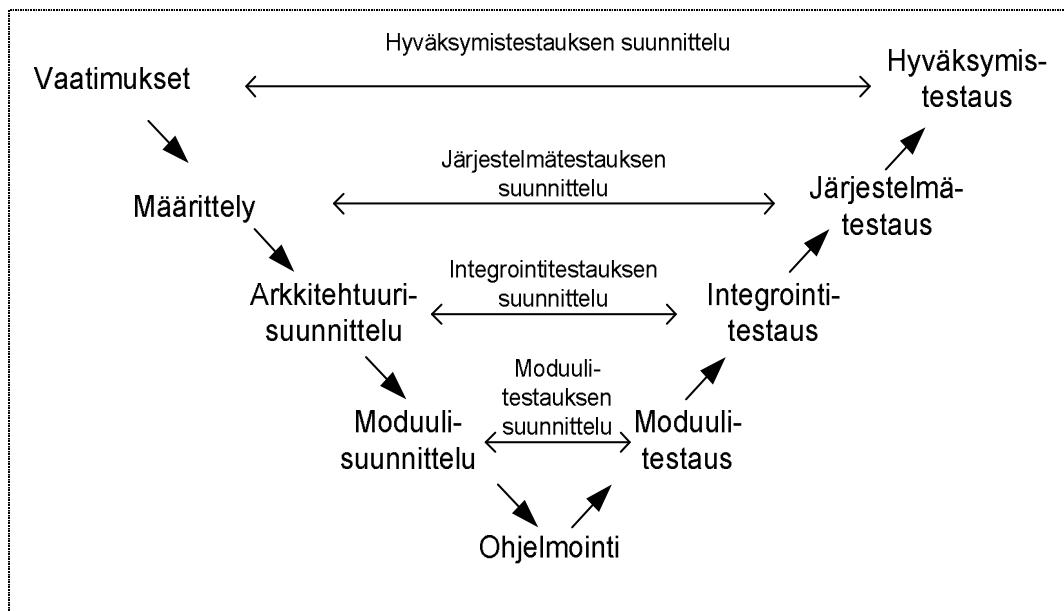 Hyväksymistestauksen suunnittelu
Vaatimukset
Hyväksymis-
testaus
Järjestelmätestauksen
suunnittelu
Määrittely
Järjestelmä-
testaus
Integrointitestauksen
suunnittelu
Arkkitehtuuri-
suunnittelu
Integrointi-
testaus
Moduuli-
testauksen
suunnittelu
Moduuli-
suunnittelu
Moduuli-
testaus
Ohjelmointi